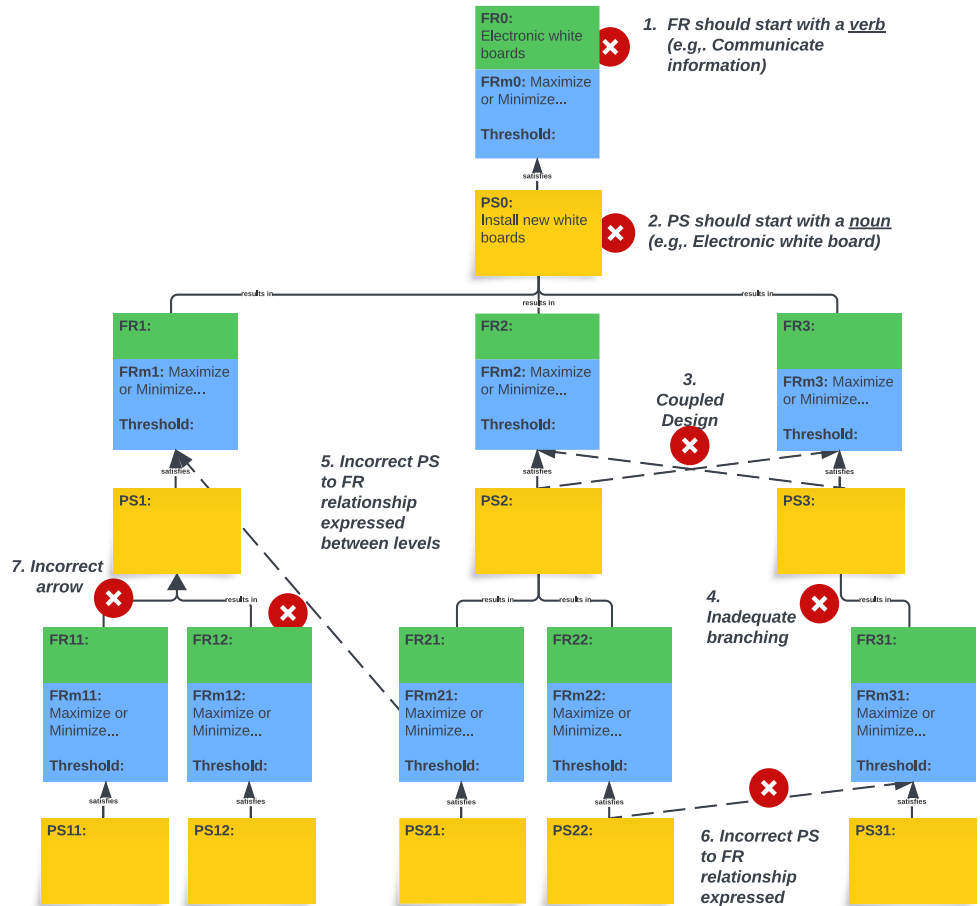 FR0:
Electronic white
boards
FRm0: Maximize
or Minimize...
Threshold:
1. FR should start with a verb
(e.g,. Communicate
information)
satisfies
PS0:
Install new white
boards
2. PS should start with a noun
(e.g,. Electronic white board)
results in
results in
results in
FR1:
FRm1: Maximize
or Minimize...
Threshold:
FR2:
FRm2: Maximize
or Minimize...
Threshold:
3.
Coupled
Design
FR3:
FRm3: Maximize
or Minimize...
Threshold:
satisfies
satisfies
satisfies
5. Incorrect PS
to FR
relationship
expressed
between levels
PS1:
PS2:
PS3:
7. Incorrect
arrow
results in
results in
results in
results in
4.
Inadequate
branching
FR11:
FRm11:
Maximize or
Minimize...
Threshold:
FR12:
FRm12:
Maximize or
Minimize...
Threshold:
FR21:
FRm21:
Maximize or
Minimize...
Threshold:
FR22:
FRm22:
Maximize or
Minimize...
Threshold:
FR31:
FRm31:
Maximize or
Minimize...
Threshold:
satisfies
satisfies
satisfies
satisfies
satisfies
PS11:
PS12:
PS21:
PS22:
6. Incorrect PS
to FR
relationship
expressed
PS31: